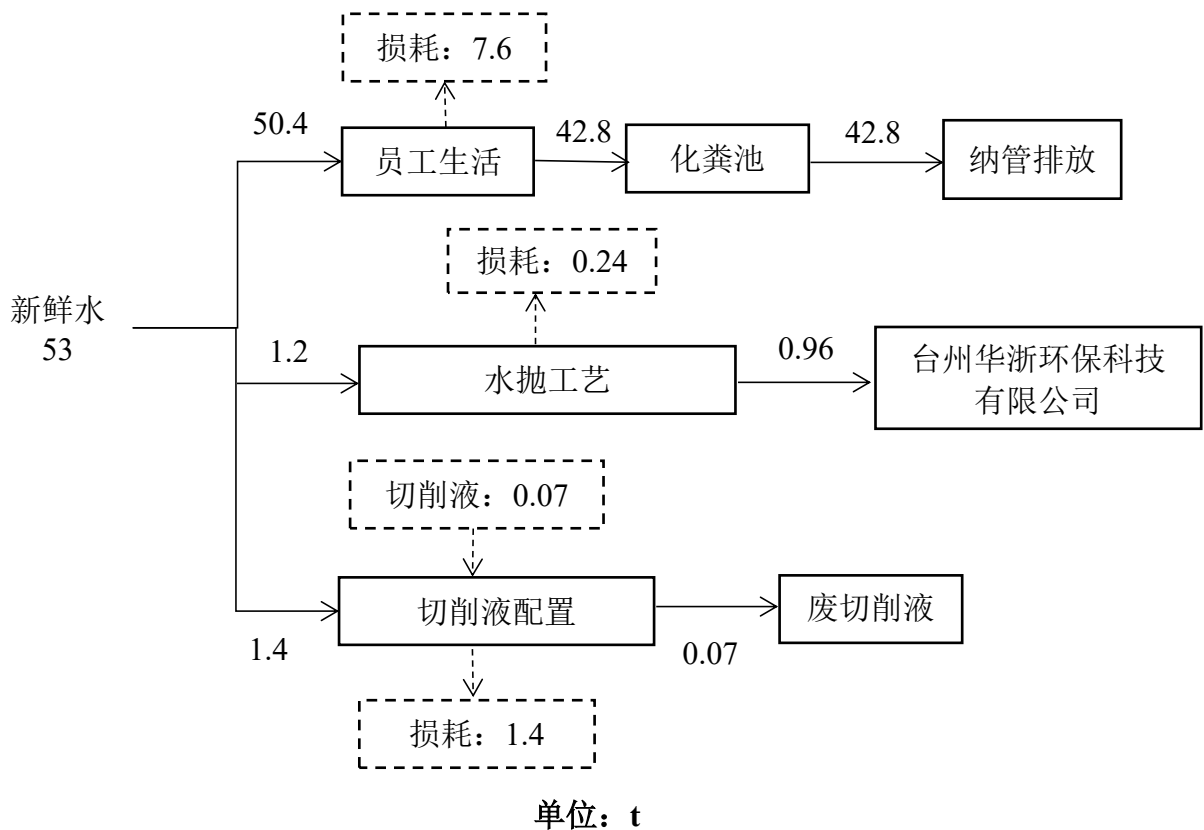 损耗：7.6
50.4
员工生活
42.8
化粪池
42.8
纳管排放
损耗：0.24
新鲜水
53
1.2
水抛工艺
0.96
台州华浙环保科技
有限公司
切削液：0.07
1.4
切削液配置
0.07
废切削液
损耗：1.4
单位：t